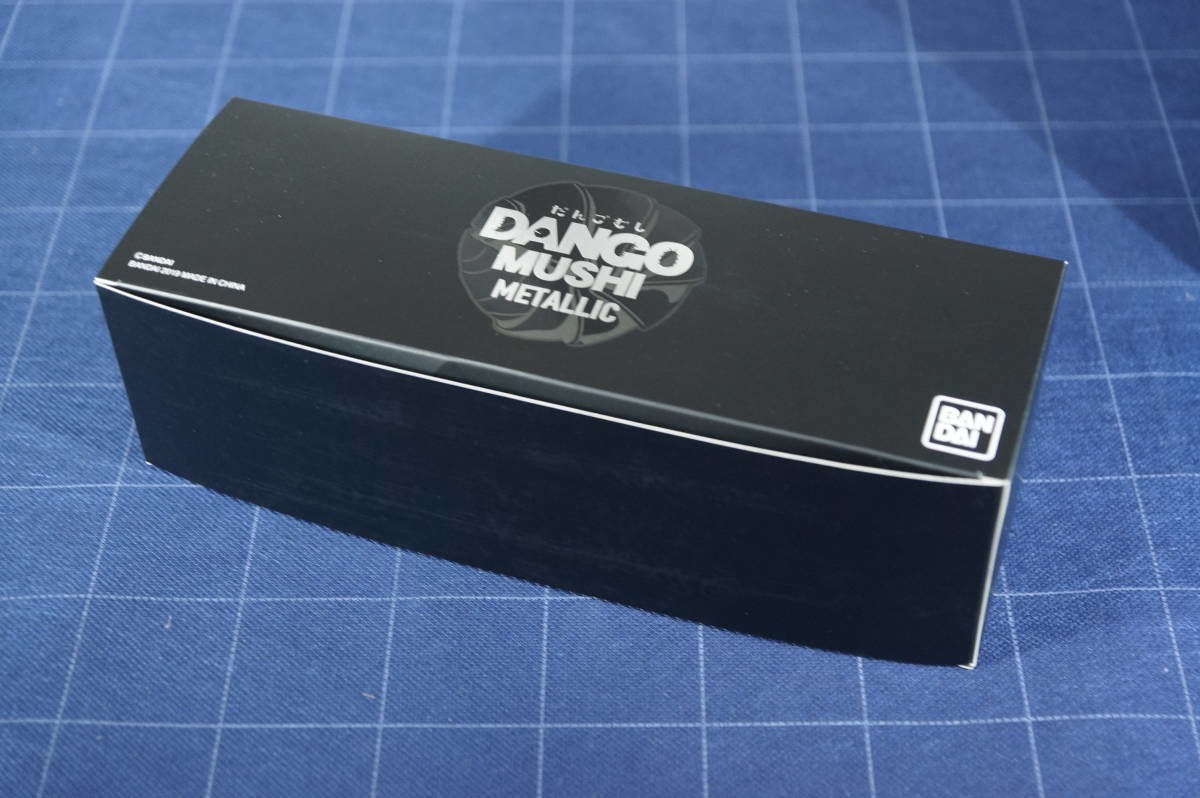 だんごむし
DANGO
MUSHI
METALLIC
©BANDAI
BANDAI 2019 MADE IN CHINA
BAN
DAI